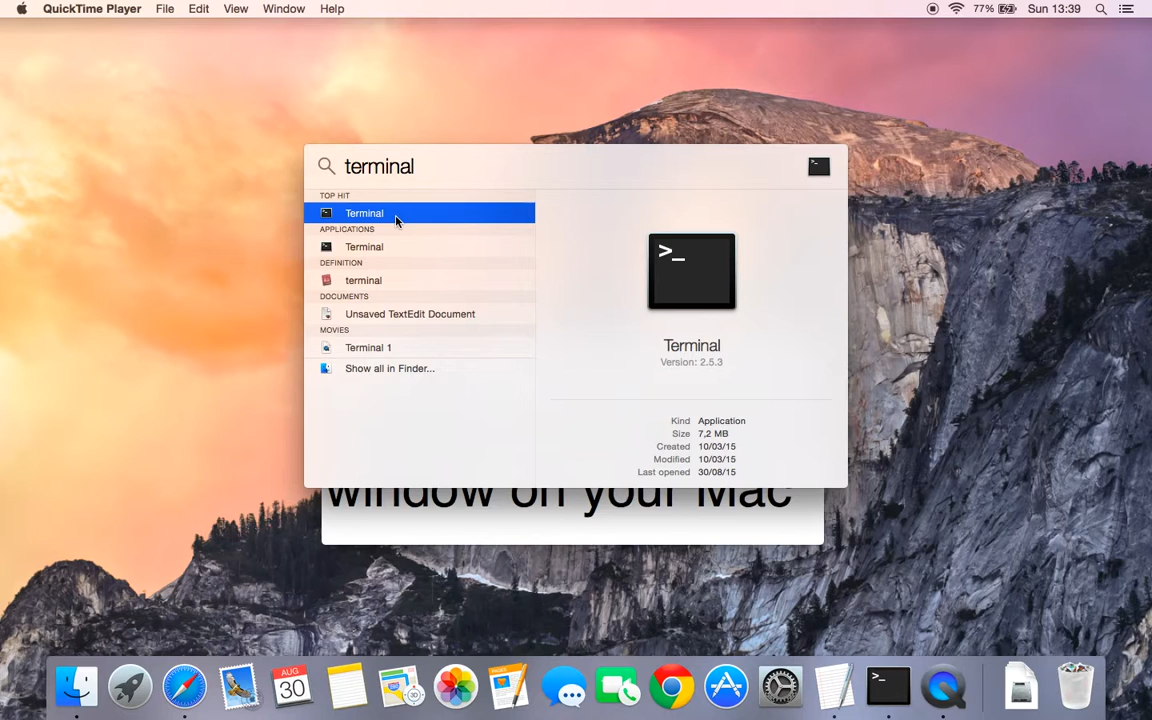 QuickTime Player File Edit View Window Help 77% Sun 13:39
terminal
TOP HIT
Terminal
APPLICATIONS
Terminal
DEFINITION
terminal
DOCUMENTS
Unsaved TextEdit Document
MOVIES
Terminal 1
Show all in Finder...
>_
Terminal
Version: 2.5.3
Kind Application
Size 7,2 MB
Created 10/03/15
Modified 10/03/15
Last opened 30/08/15
window on your Mac
AUG
30
>_